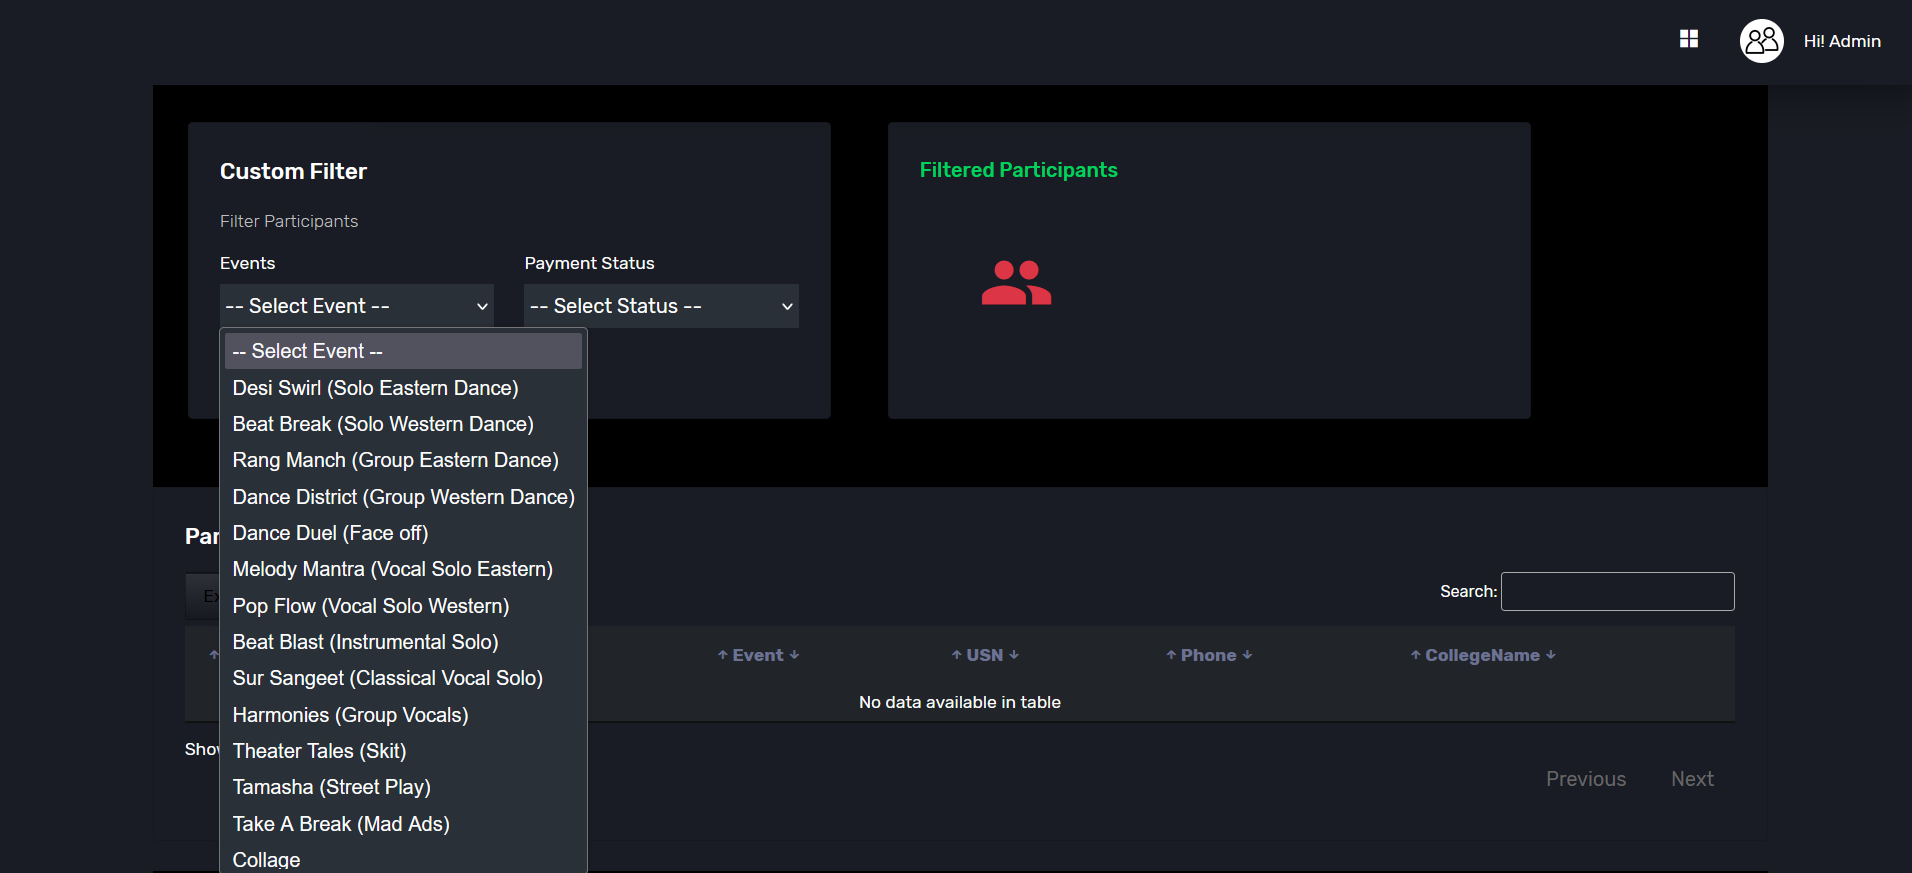 Hi! Admin
Custom Filter
Filter Participants
Events
Payment Status
-- Select Event --
-- Select Status --
-- Select Event --
Desi Swirl (Solo Eastern Dance)
Beat Break (Solo Western Dance)
Rang Manch (Group Eastern Dance)
Dance District (Group Western Dance)
Dance Duel (Face off)
Melody Mantra (Vocal Solo Eastern)
Pop Flow (Vocal Solo Western)
Beat Blast (Instrumental Solo)
Sur Sangeet (Classical Vocal Solo)
Harmonies (Group Vocals)
Theater Tales (Skit)
Tamasha (Street Play)
Take A Break (Mad Ads)
Collage
Filtered Participants
Search:
Event
USN
Phone
CollegeName
No data available in table
Previous
Next